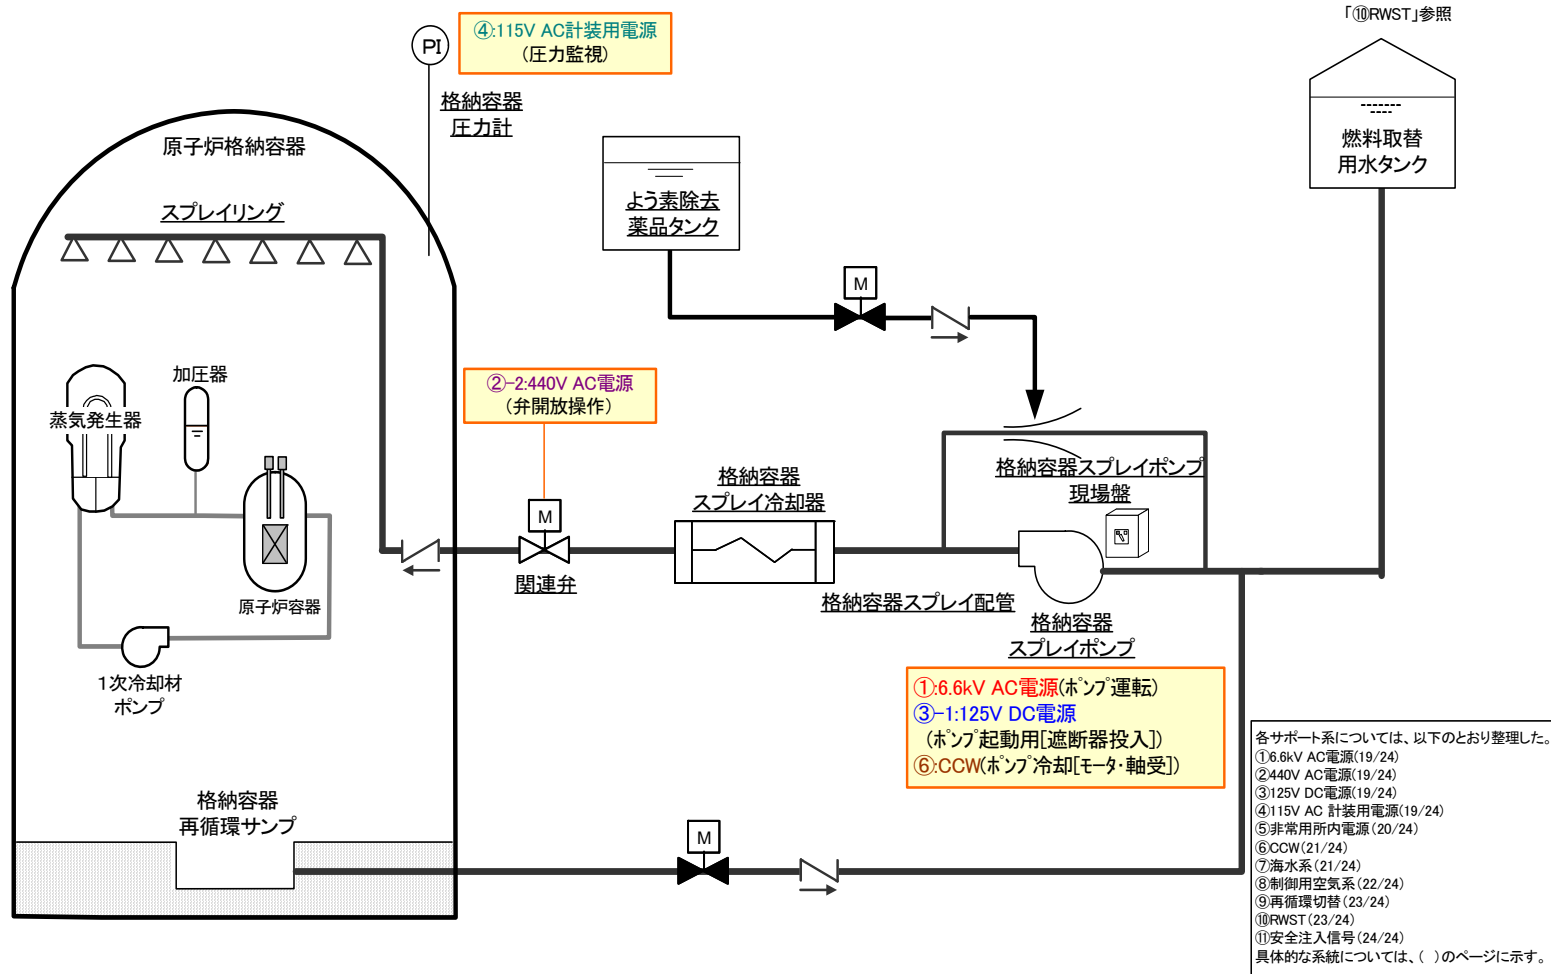 「⑩RWST」参照
PI
④:115V AC計装用電源
(圧力監視)
格納容器
圧力計
原子炉格納容器
スプレイリング
よう素除去
薬品タンク
燃料取替
用水タンク
M
加圧器
蒸気発生器
②-2:440V AC電源
(弁開放操作)
格納容器
スプレイ冷却器
格納容器スプレイポンプ
現場盤
M
関連弁
原子炉容器
格納容器スプレイ配管
格納容器
スプレイポンプ
1次冷却材
ポンプ
①:6.6kV AC電源(ﾎﾟﾝﾌﾟ運転)
③-1:125V DC電源
(ﾎﾟﾝﾌﾟ起動用[遮断器投入])
⑥:CCW(ﾎﾟﾝﾌﾟ冷却[ﾓｰﾀ･軸受])
格納容器
再循環サンプ
M
各サポート系については、以下のとおり整理した。
①6.6kV AC電源(19/24)
②440V AC電源(19/24)
③125V DC電源(19/24)
④115V AC 計装用電源(19/24)
⑤非常用所内電源(20/24)
⑥CCW(21/24)
⑦海水系(21/24)
⑧制御用空気系(22/24)
⑨再循環切替(23/24)
⑩RWST(23/24)
⑪安全注入信号(24/24)
具体的な系統については、( )のページに示す。